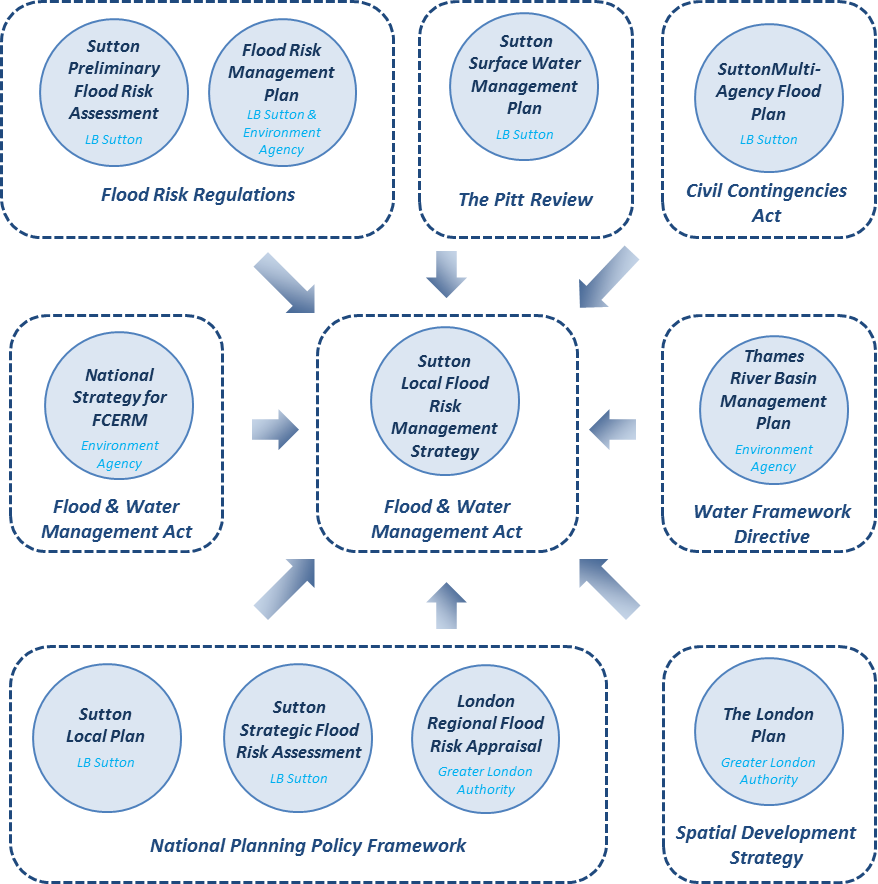 Sutton
Preliminary
Flood Risk
Assessment
LB Sutton
Flood Risk
Management
Plan
LB Sutton &
Environment
Agency
Flood Risk Regulations
Sutton
Surface Water
Management
Plan
LB Sutton
The Pitt Review
SuttonMulti-
Agency Flood
Plan
LB Sutton
Civil Contingencies
Act
National
Strategy for
FCERM
Environment
Agency
Flood & Water
Management Act
Sutton
Local Flood
Risk
Management
Strategy
Flood & Water
Management Act
Thames
River Basin
Management
Plan
Environment
Agency
Water Framework
Directive
Sutton
Local Plan
LB Sutton
Sutton
Strategic Flood
Risk Assessment
LB Sutton
London
Regional Flood
Risk Appraisal
Greater London
Authority
National Planning Policy Framework
The London
Plan
Greater London
Authority
Spatial Development
Strategy